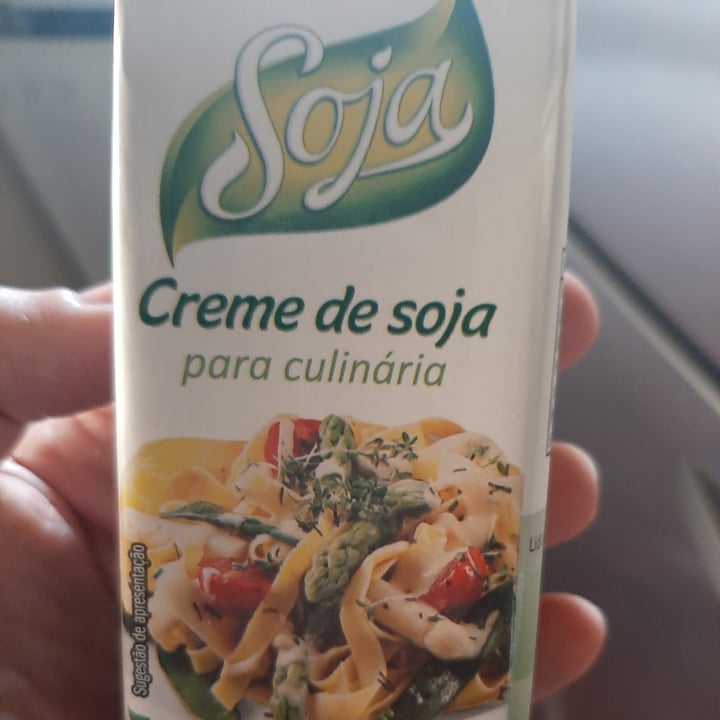 Soja
Creme de soja
para culinária
Sugestão de apresentação